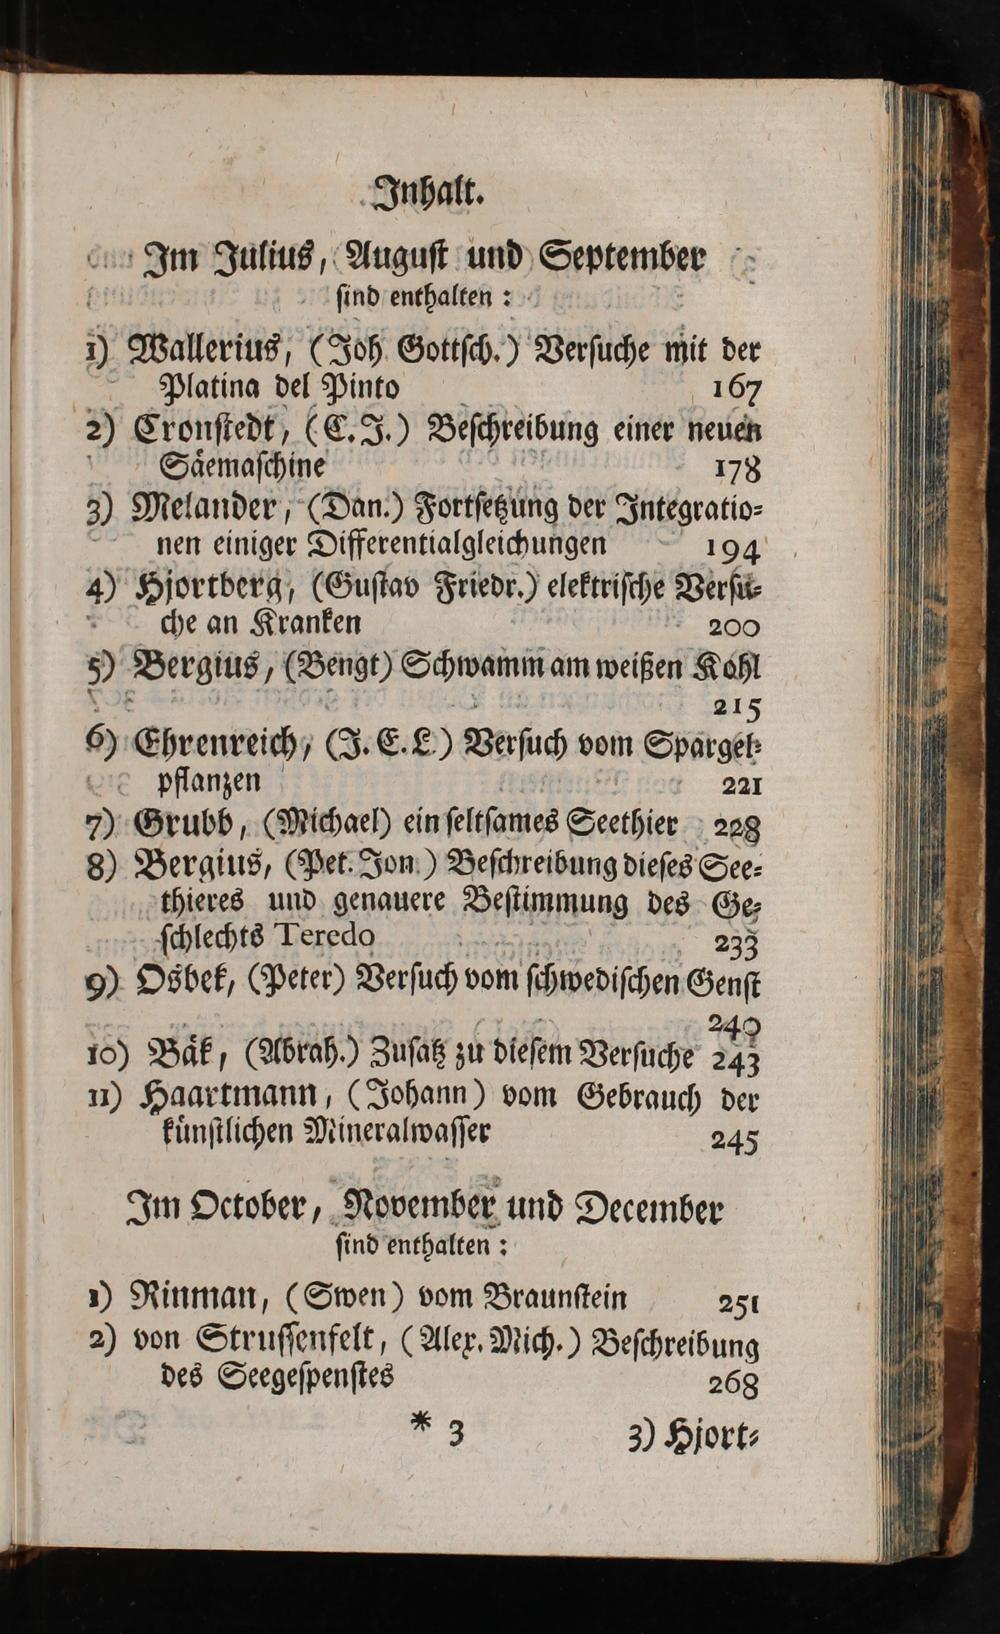 Inhalt.
Im Julius, August und September
sind enthalten:
1) Wallerius, (Joh Gottsch.) Versuche mit der
Platina del Pinto 167
2) Cronstedt, (C. J.) Beschreibung einer neuen
Säemaschine 178
3) Melander, (Dan.) Fortsetzung der Integratio-
nen einiger Differentialgleichungen 194
4) Hjortberg, (Gustav Friedr.) elektrische Versu-
che an Kranken 200
5) Bergius, (Bengt) Schwamm am weißen Kohl
215
6) Ehrenreich, (J. E. L) Versuch vom Spargel-
pflanzen 221
7) Grubb, (Michael) ein seltsames Seethier 228
8) Bergius, (Pet. Jon ) Beschreibung dieses See-
thieres und genauere Bestimmung des Ge-
schlechts Teredo 233
9) Osbek, (Peter) Versuch vom schwedischen Genst
240
10) Bäk, (Abrah.) Zusatz zu diesem Versuche 243
11) Haartmann, (Johann) vom Gebrauch der
künstlichen Mineralwasser 245
Im October, November und December
sind enthalten:
1) Rinman, (Swen) vom Braunstein 251
2) von Strussenfelt, (Alex. Mich.) Beschreibung
des Seegespenstes 268
* 3 3) Hjort-